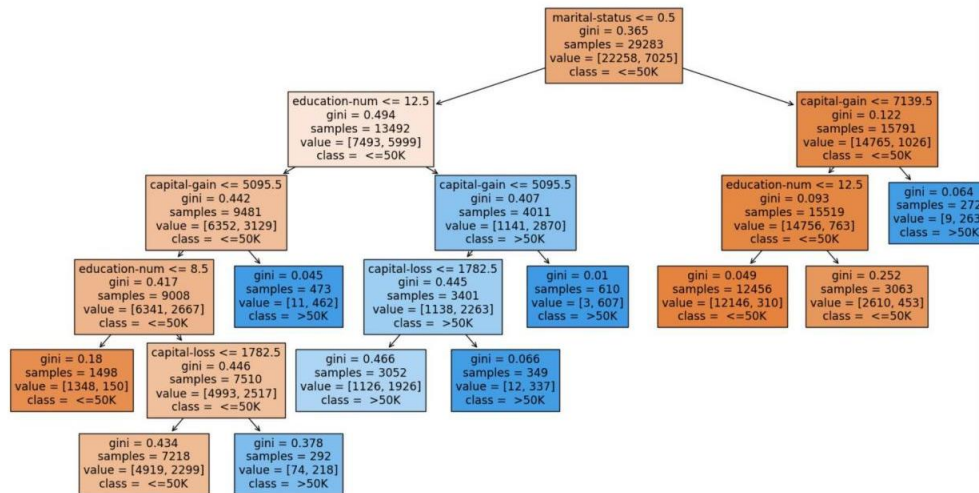 marital-status <= 0.5
gini = 0.365
samples = 29283
value = [22258, 7025]
class =  <=50K
education-num <= 12.5
gini = 0.494
samples = 13492
value = [7493, 5999]
class =  <=50K
capital-gain <= 7139.5
gini = 0.122
samples = 15791
value = [14765, 1026]
class =  <=50K
capital-gain <= 5095.5
gini = 0.442
samples = 9481
value = [6352, 3129]
class =  <=50K
capital-gain <= 5095.5
gini = 0.407
samples = 4011
value = [1141, 2870]
class =  >50K
education-num <= 12.5
gini = 0.093
samples = 15519
value = [14756, 763]
class =  <=50K
gini = 0.064
samples = 272
value = [9, 263
class =  >50K
education-num <= 8.5
gini = 0.417
samples = 9008
value = [6341, 2667]
class =  <=50K
gini = 0.045
samples = 473
value = [11, 462]
class =  >50K
capital-loss <= 1782.5
gini = 0.445
samples = 3401
value = [1138, 2263]
class =  >50K
gini = 0.01
samples = 610
value = [3, 607]
class =  >50K
gini = 0.049
samples = 12456
value = [12146, 310]
class =  <=50K
gini = 0.252
samples = 3063
value = [2610, 453]
class =  <=50K
gini = 0.18
samples = 1498
value = [1348, 150]
class =  <=50K
capital-loss <= 1782.5
gini = 0.446
samples = 7510
value = [4993, 2517]
class =  <=50K
gini = 0.466
samples = 3052
value = [1126, 1926]
class =  >50K
gini = 0.066
samples = 349
value = [12, 337]
class =  >50K
gini = 0.434
samples = 7218
value = [4919, 2299]
class =  <=50K
gini = 0.378
samples = 292
value = [74, 218]
class =  >50K